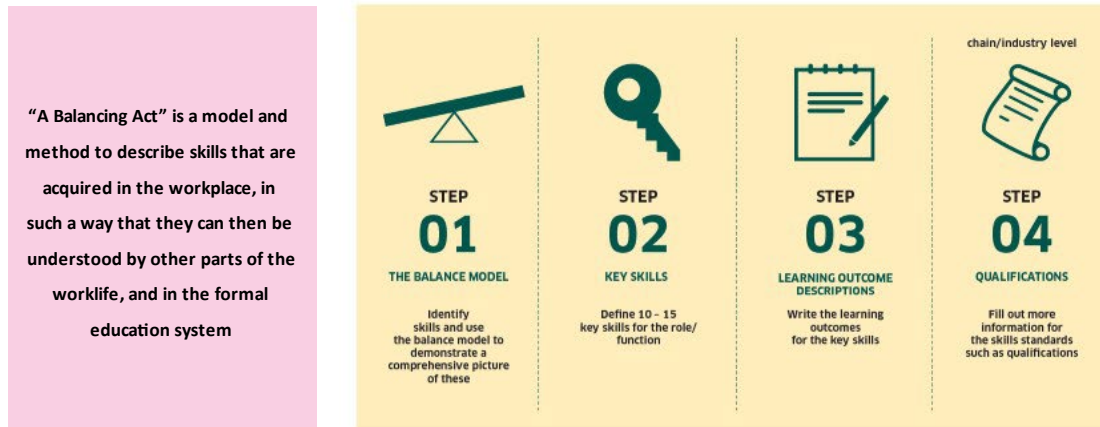 “A Balancing Act” is a model and
method to describe skills that are
acquired in the workplace, in
such a way that they can then be
understood by other parts of the
worklife, and in the formal
education system
STEP
01
THE BALANCE MODEL
Identify
skills and use
the balance model to
demonstrate a
comprehensive picture
of these
STEP
02
KEY SKILLS
Define 10 – 15
key skills for the role/
function
STEP
03
LEARNING OUTCOME
DESCRIPTIONS
Write the learning
outcomes
for the key skills
chain/industry level
STEP
04
QUALIFICATIONS
Fill out more
information for
the skills standards
such as qualifications